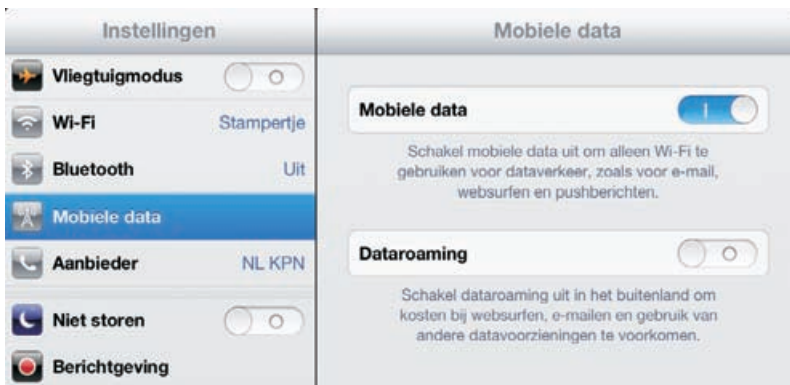 Instellingen
Vliegtuigmodus
Wi-Fi Stampertje
Bluetooth Uit
Mobiele data
Aanbieder NL KPN
Niet storen
Berichtgeving
Mobiele data
Mobiele data
Schakel mobiele data uit om alleen Wi-Fi te
gebruiken voor dataverkeer, zoals voor e-mail,
websurfen en pushberichten.
Dataroaming
Schakel dataroaming uit in het buitenland om
kosten bij websurfen, e-mailen en gebruik van
andere datavoorzieningen te voorkomen.